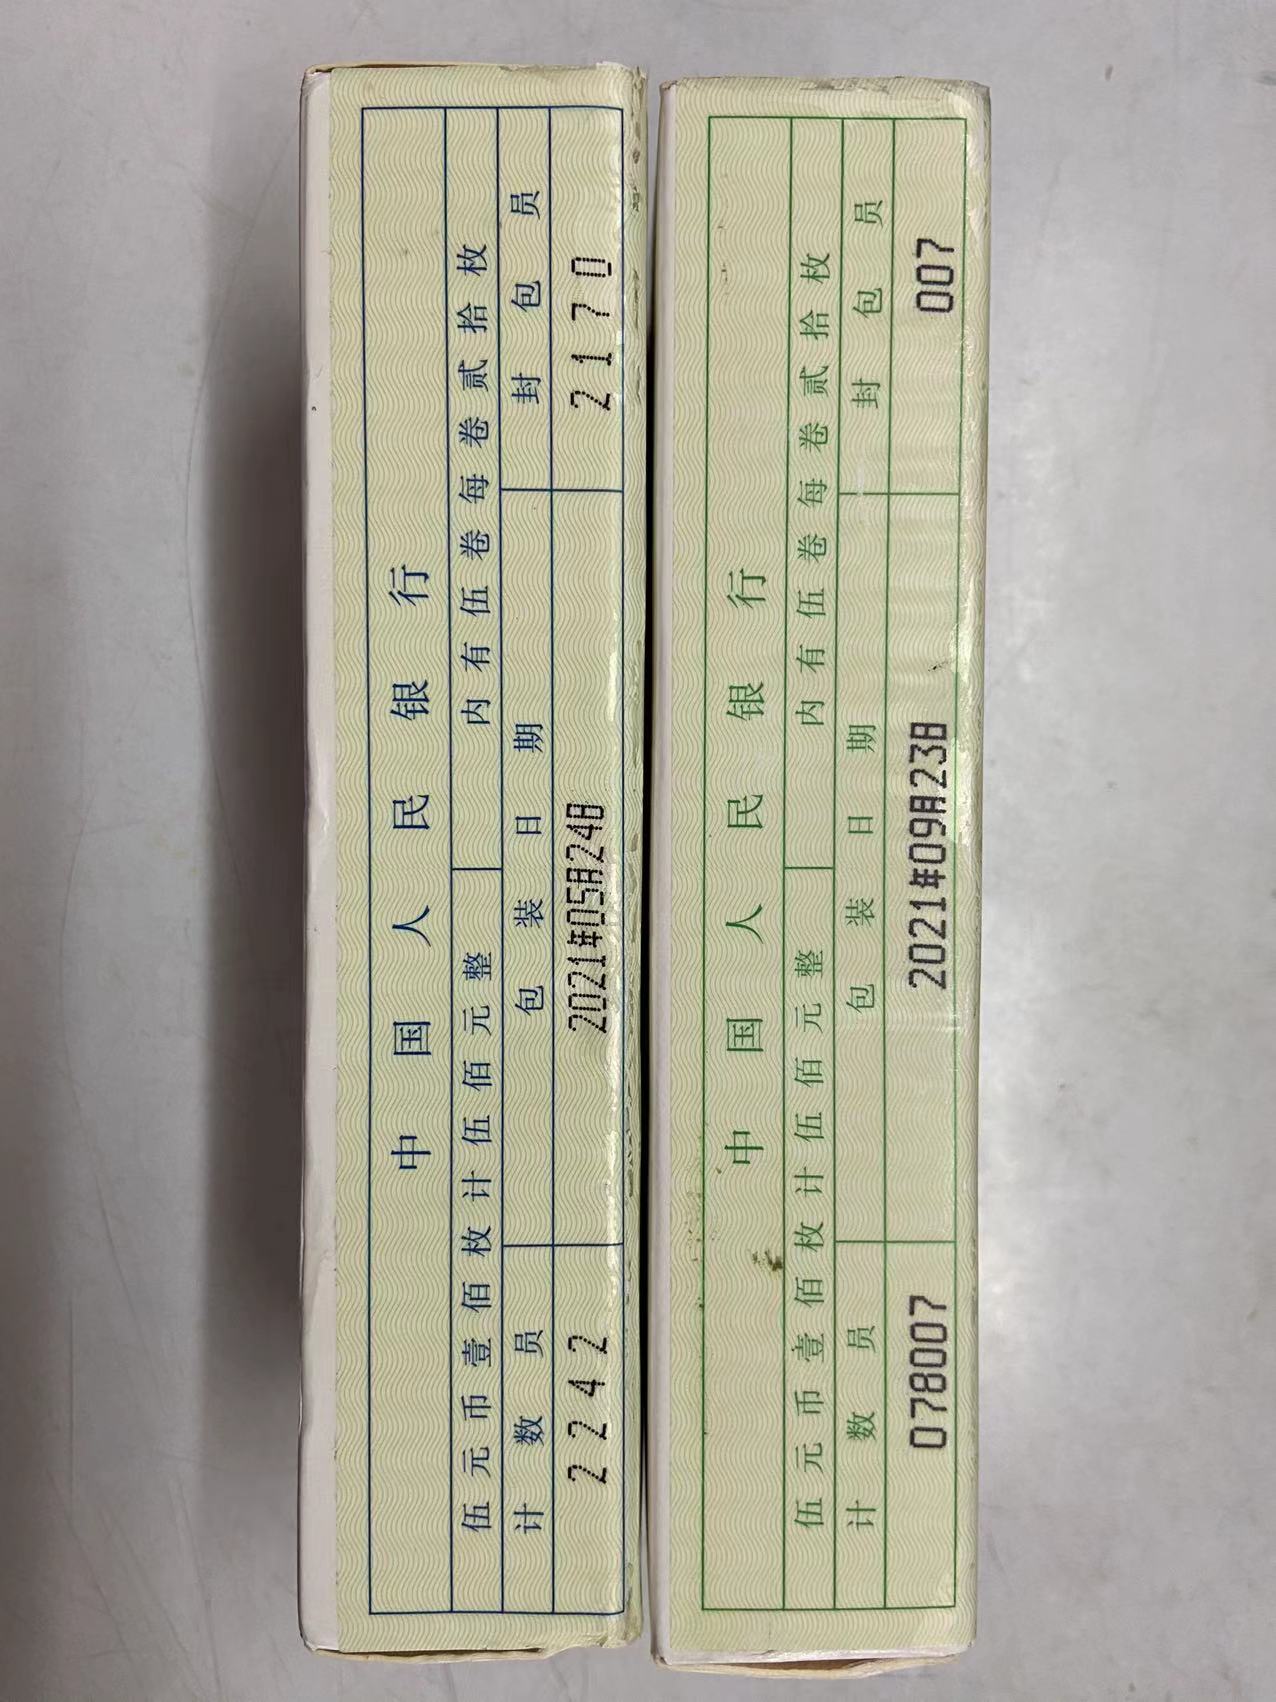 中国人民银行
伍元币壹佰枚计伍佰元整 内有伍卷每卷贰拾枚
计数员 包装日期 封包员
2242 2021年05月24日 2170
中国人民银行
伍元币壹佰枚计伍佰元整 内有伍卷每卷贰拾枚
计数员 包装日期 封包员
078007 2021年09月23日 007